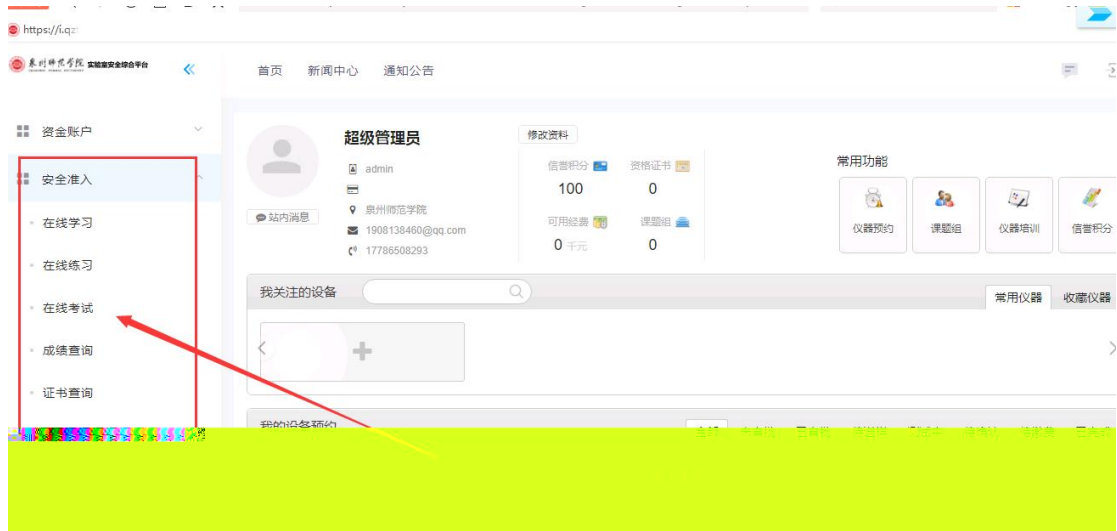 https://i.qz
泉州师范学院 实验室安全综合平台
首页 新闻中心 通知公告
资金账户
安全准入
在线学习
在线练习
在线考试
成绩查询
证书查询
超级管理员
admin
泉州师范学院
1908138460@qq.com
17786508293
站内消息
修改资料
信誉积分 资格证书
100 0
可用经费 课题组
0 千元 0
常用功能
仪器预约 课题组 仪器培训 信誉积分
我关注的设备
常用仪器 收藏仪器
我的设备预约